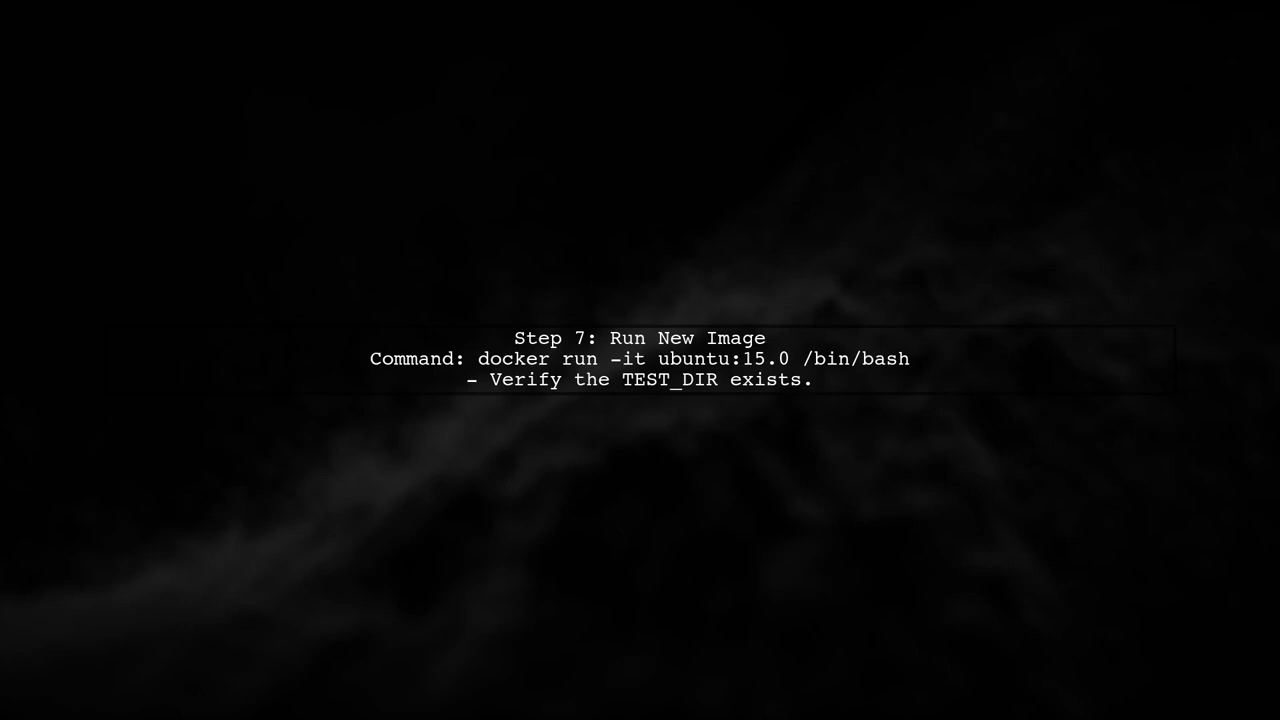 Step 7: Run New Image
Command: docker run -it ubuntu:15.0 /bin/bash
- Verify the TEST_DIR exists.